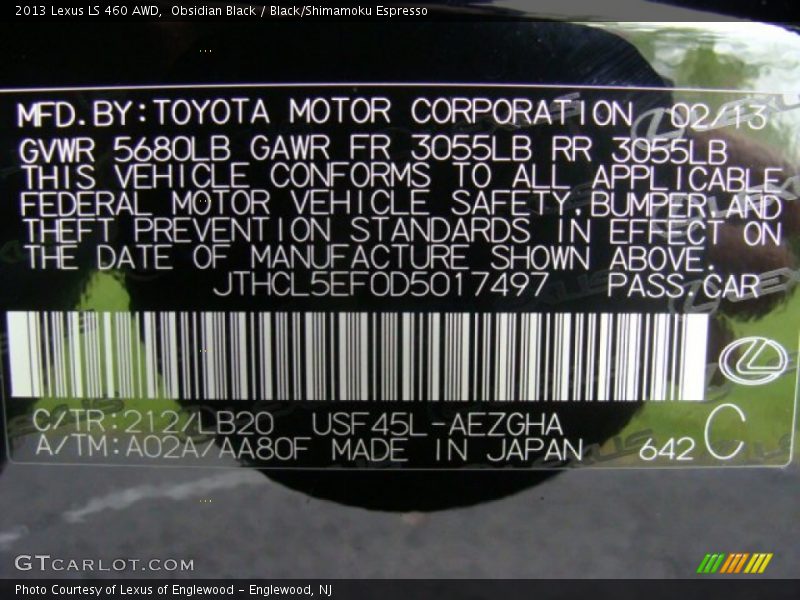 2013 Lexus LS 460 AWD,  Obsidian Black / Black/Shimamoku Espresso
MFD.BY:TOYOTA MOTOR CORPORATION 02/13
GVWR 5680LB GAWR FR 3055LB RR 3055LB
THIS VEHICLE CONFORMS TO ALL APPLICABLE
FEDERAL MOTOR VEHICLE SAFETY,BUMPER,AND
THEFT PREVENTION STANDARDS IN EFFECT ON
THE DATE OF MANUFACTURE SHOWN ABOVE.
JTHCL5EF0D5017497 PASS.CAR
C/TR:212/LB20 USF45L-AEZGHA C
A/TM:A02A/AA80F MADE IN JAPAN 642
GTCARLOT.COM
Photo Courtesy of Lexus of Englewood - Englewood, NJ